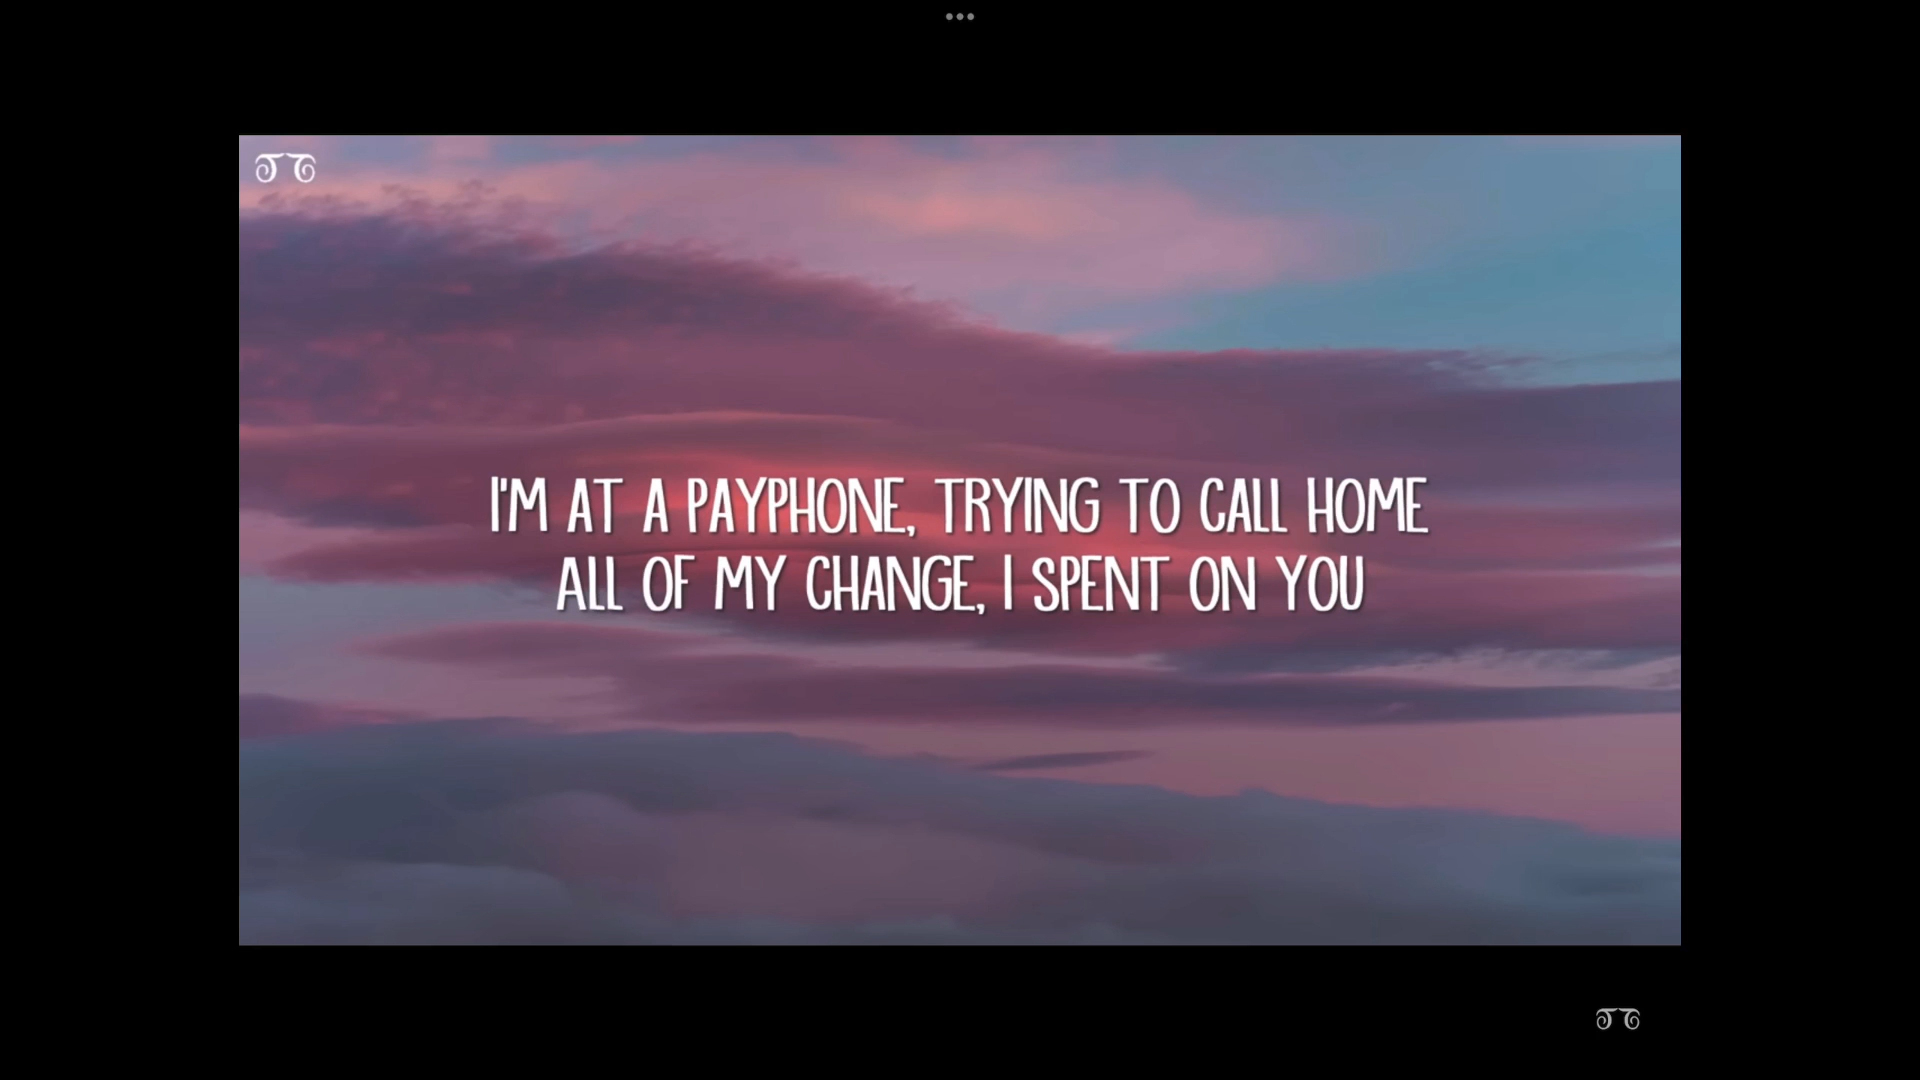 I'M AT A PAYPHONE, TRYING TO CALL HOME
ALL OF MY CHANGE, I SPENT ON YOU